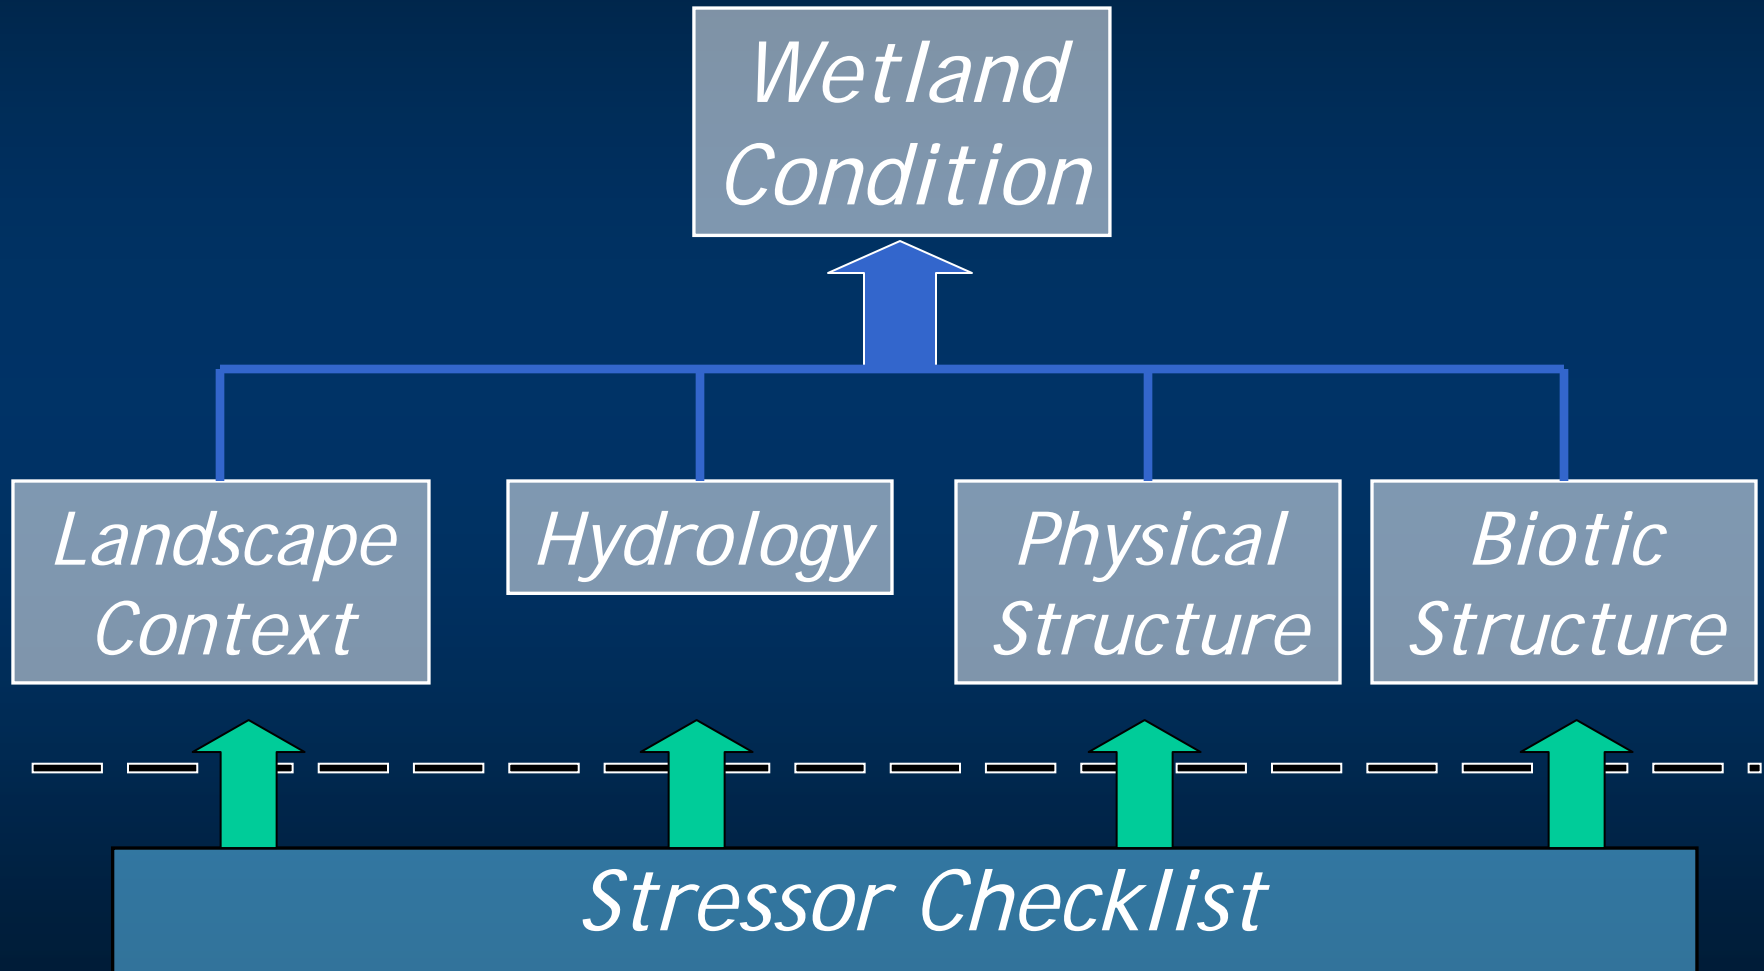 Wetland
Condition
Landscape
Context
Hydrology
Physical
Structure
Biotic
Structure
Stressor Checklist